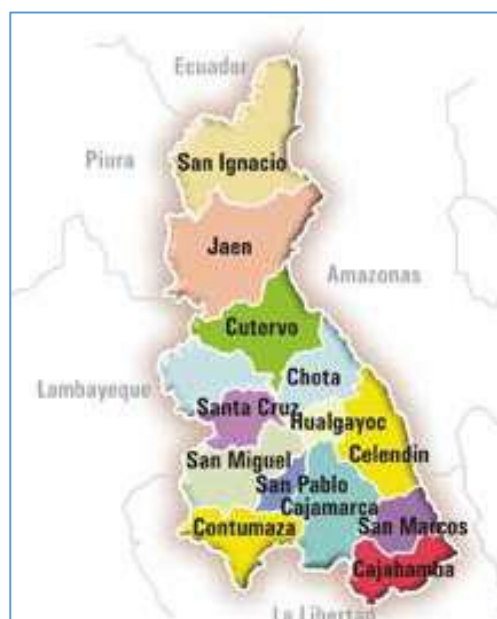 Ecuador
Piura
San Ignacio
Jaen
Amazonas
Cutervo
Lambayeque
Chota
Santa Cruz
Hualgayoc
Celendin
San Miguel
San Pablo
Cajamarca
Contumaza
San Marcos
Cajabamba
La Libertad